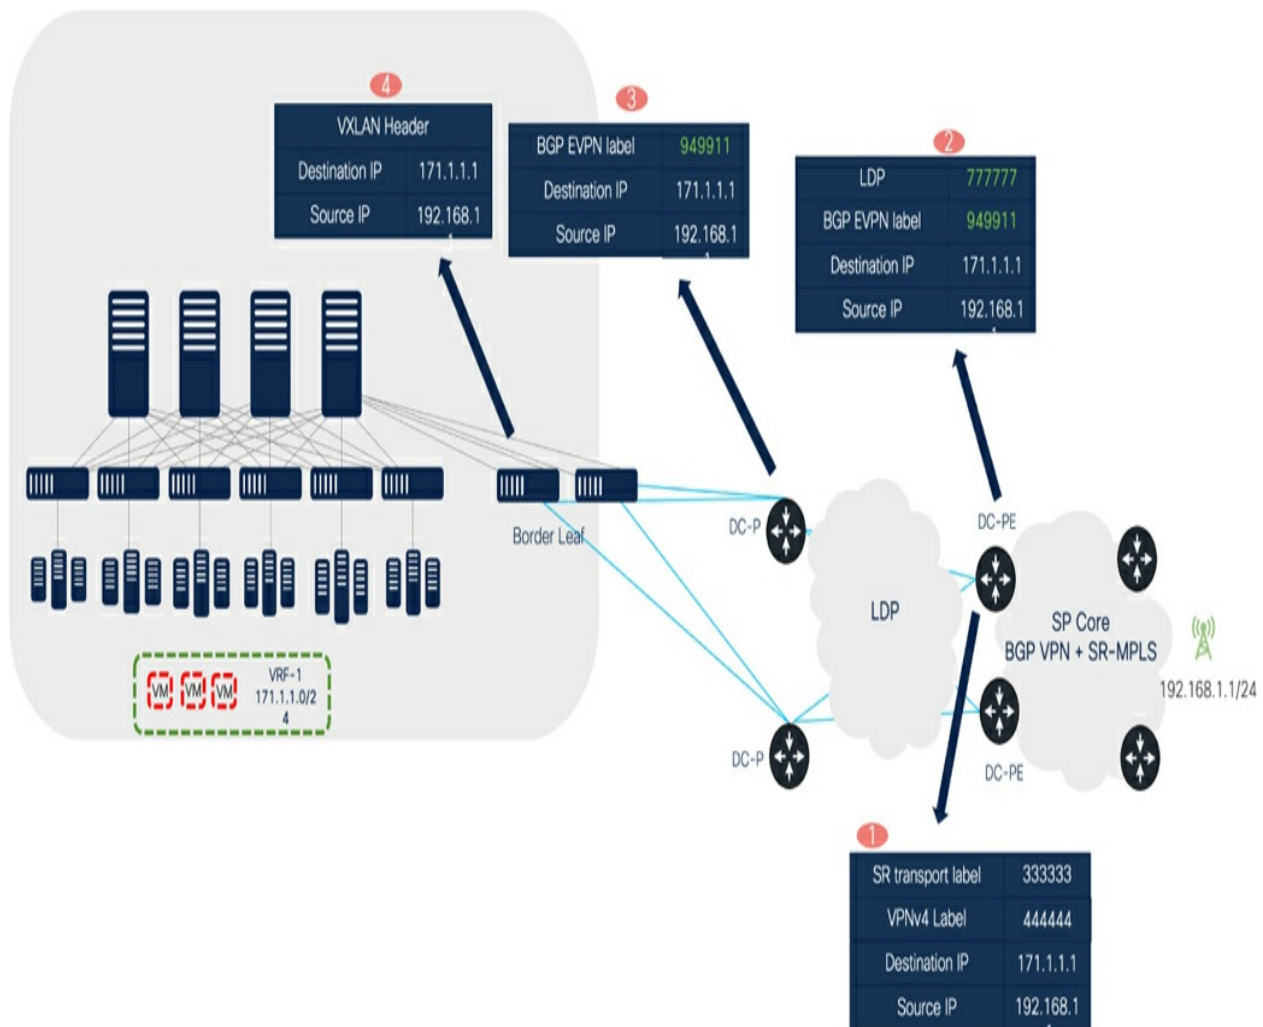 4
VXLAN Header
Destination IP 171.1.1.1
Source IP 192.168.1
3
BGP EVPN label 949911
Destination IP 171.1.1.1
Source IP 192.168.1
2
LDP 777777
BGP EVPN label 949911
Destination IP 171.1.1.1
Source IP 192.168.1
Border Leaf
DC-P
DC-PE
LDP
SP Core
BGP VPN + SR-MPLS
192.168.1.1/24
VM VM VM
VRF-1
171.1.1.0/2
4
DC-P
DC-PE
1
SR transport label 333333
VPNv4 Label 444444
Destination IP 171.1.1.1
Source IP 192.168.1